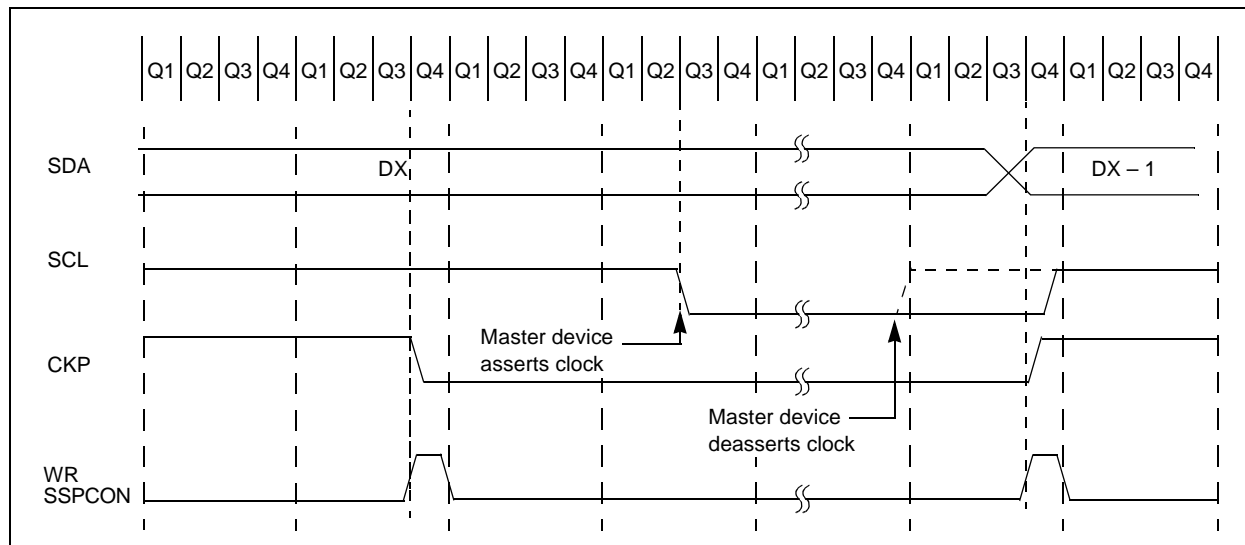 Q1 Q2 Q3 Q4 Q1 Q2 Q3 Q4 Q1 Q2 Q3 Q4 Q1 Q2 Q3 Q4 Q1 Q2 Q3 Q4 Q1 Q2 Q3 Q4 Q1 Q2 Q3 Q4
SDA
DX
DX – 1
SCL
Master device
asserts clock
CKP
Master device
deasserts clock
WR
SSPCON